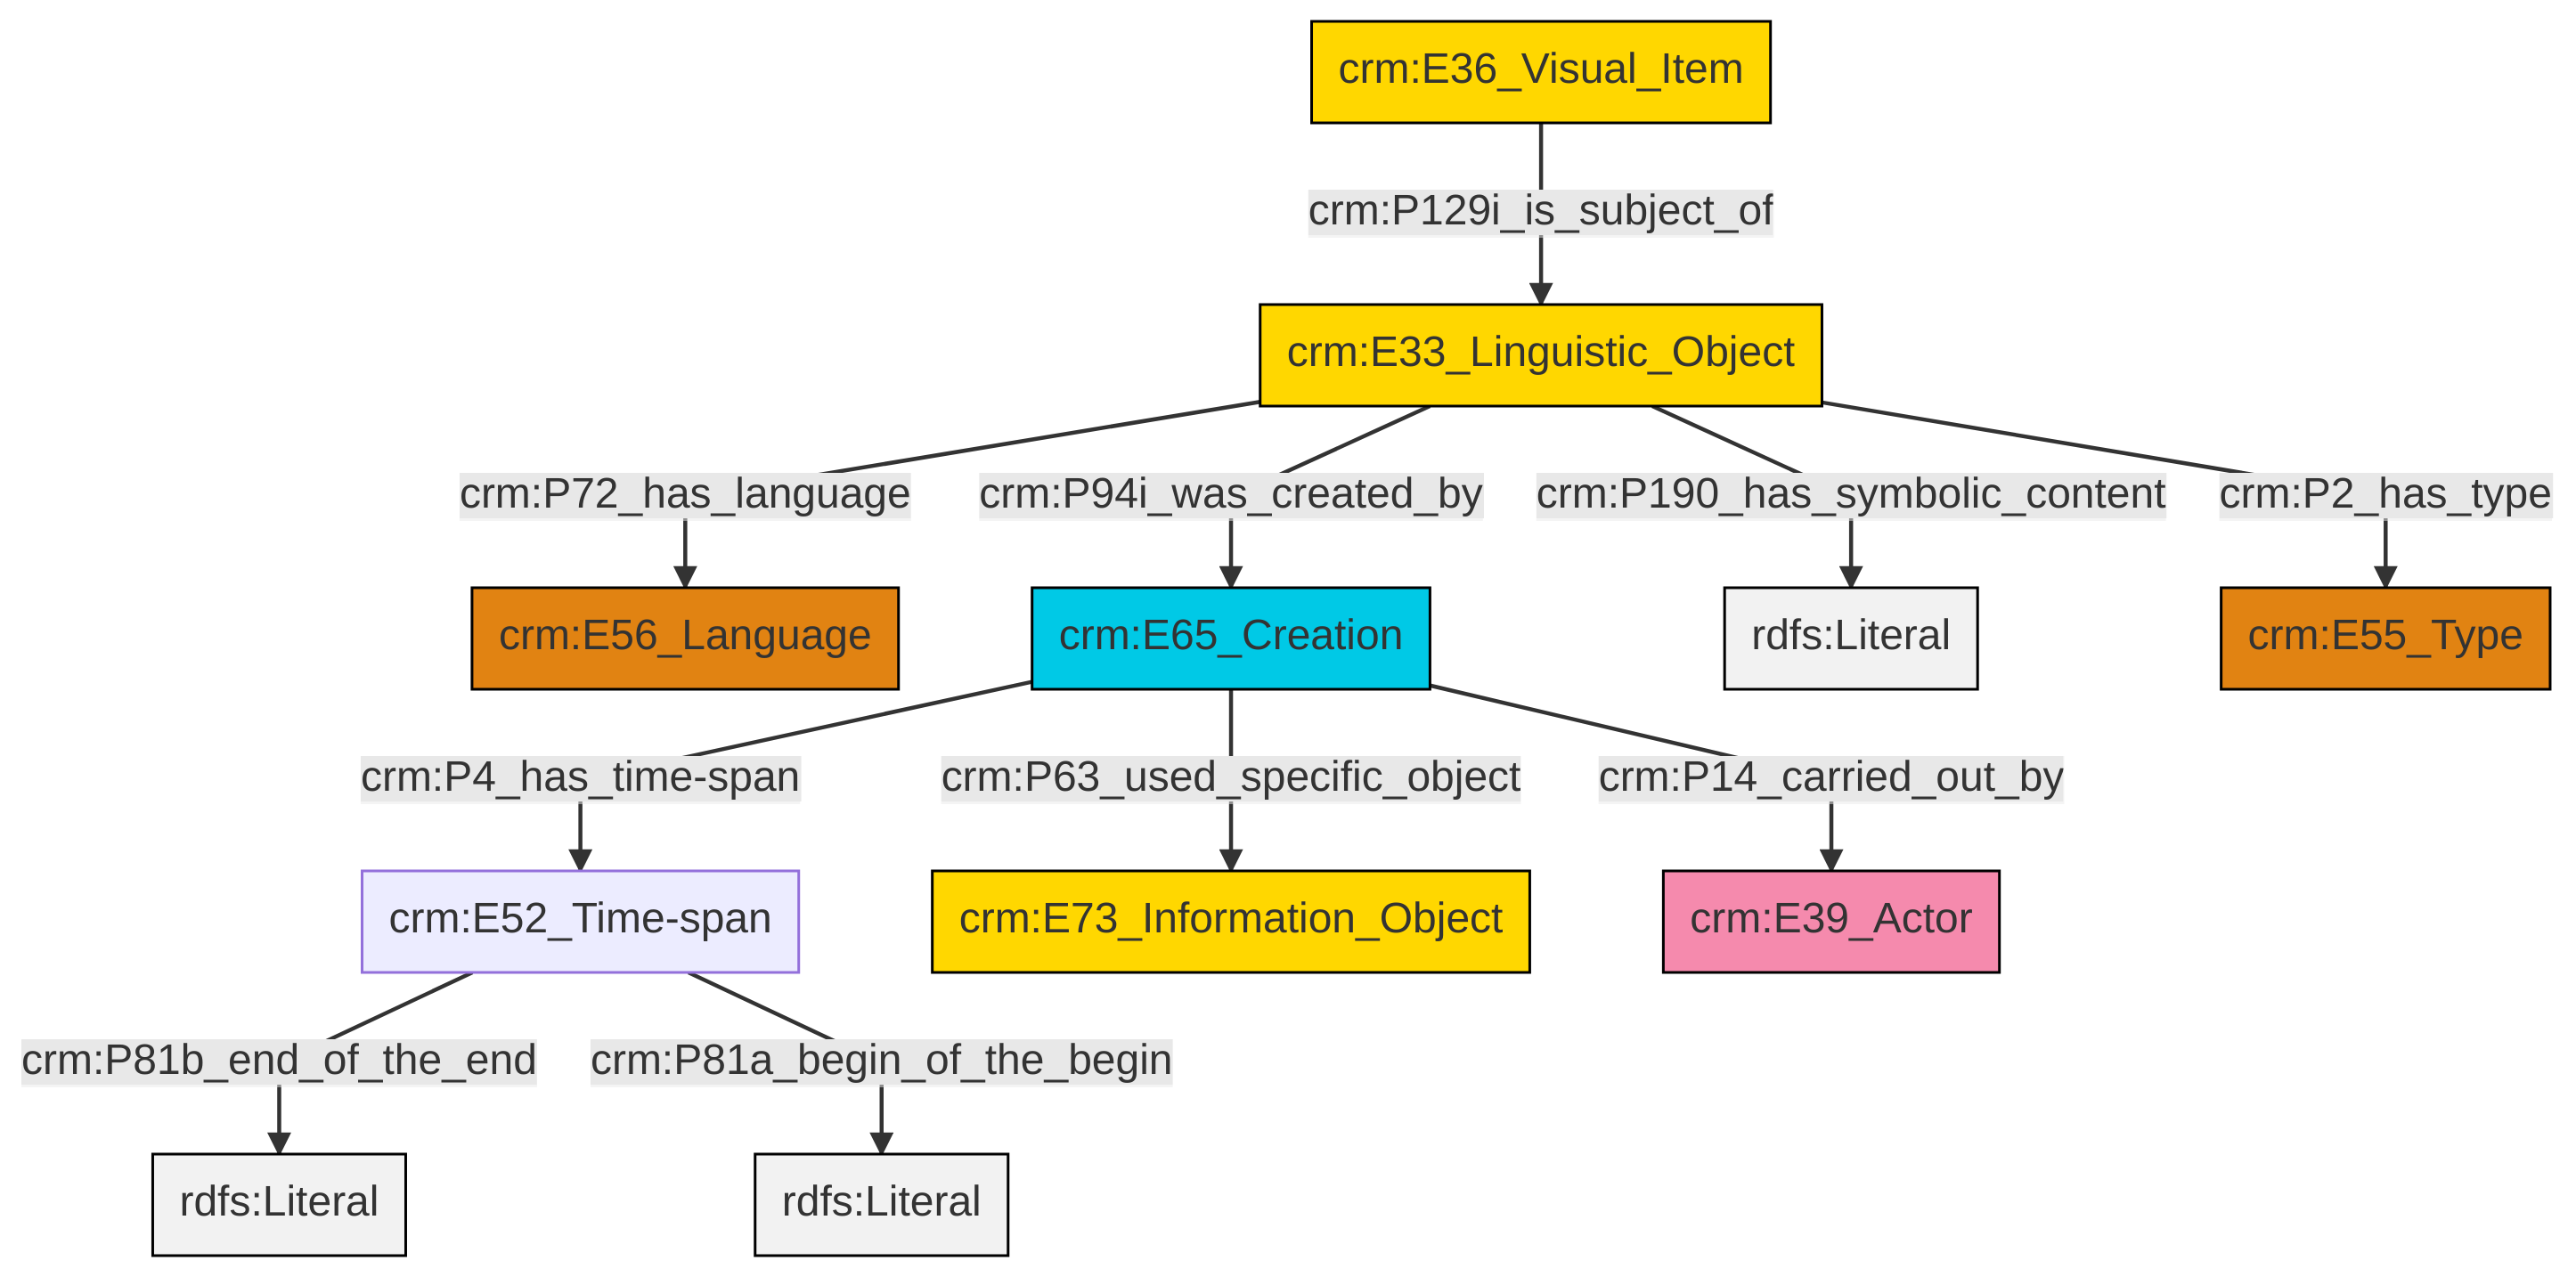 crm:E36_Visual_Item
crm:P129i_is_subject_of
crm:E33_Linguistic_Object
crm:P72_has_language
crm:P94i_was_created_by
crm:P190_has_symbolic_content
crm:P2_has_type
crm:E56_Language
crm:E65_Creation
rdfs:Literal
crm:E55_Type
crm:P4_has_time-span
crm:P63_used_specific_object
crm:P14_carried_out_by
crm:E52_Time-span
crm:E73_Information_Object
crm:E39_Actor
crm:P81b_end_of_the_end
crm:P81a_begin_of_the_begin
rdfs:Literal
rdfs:Literal